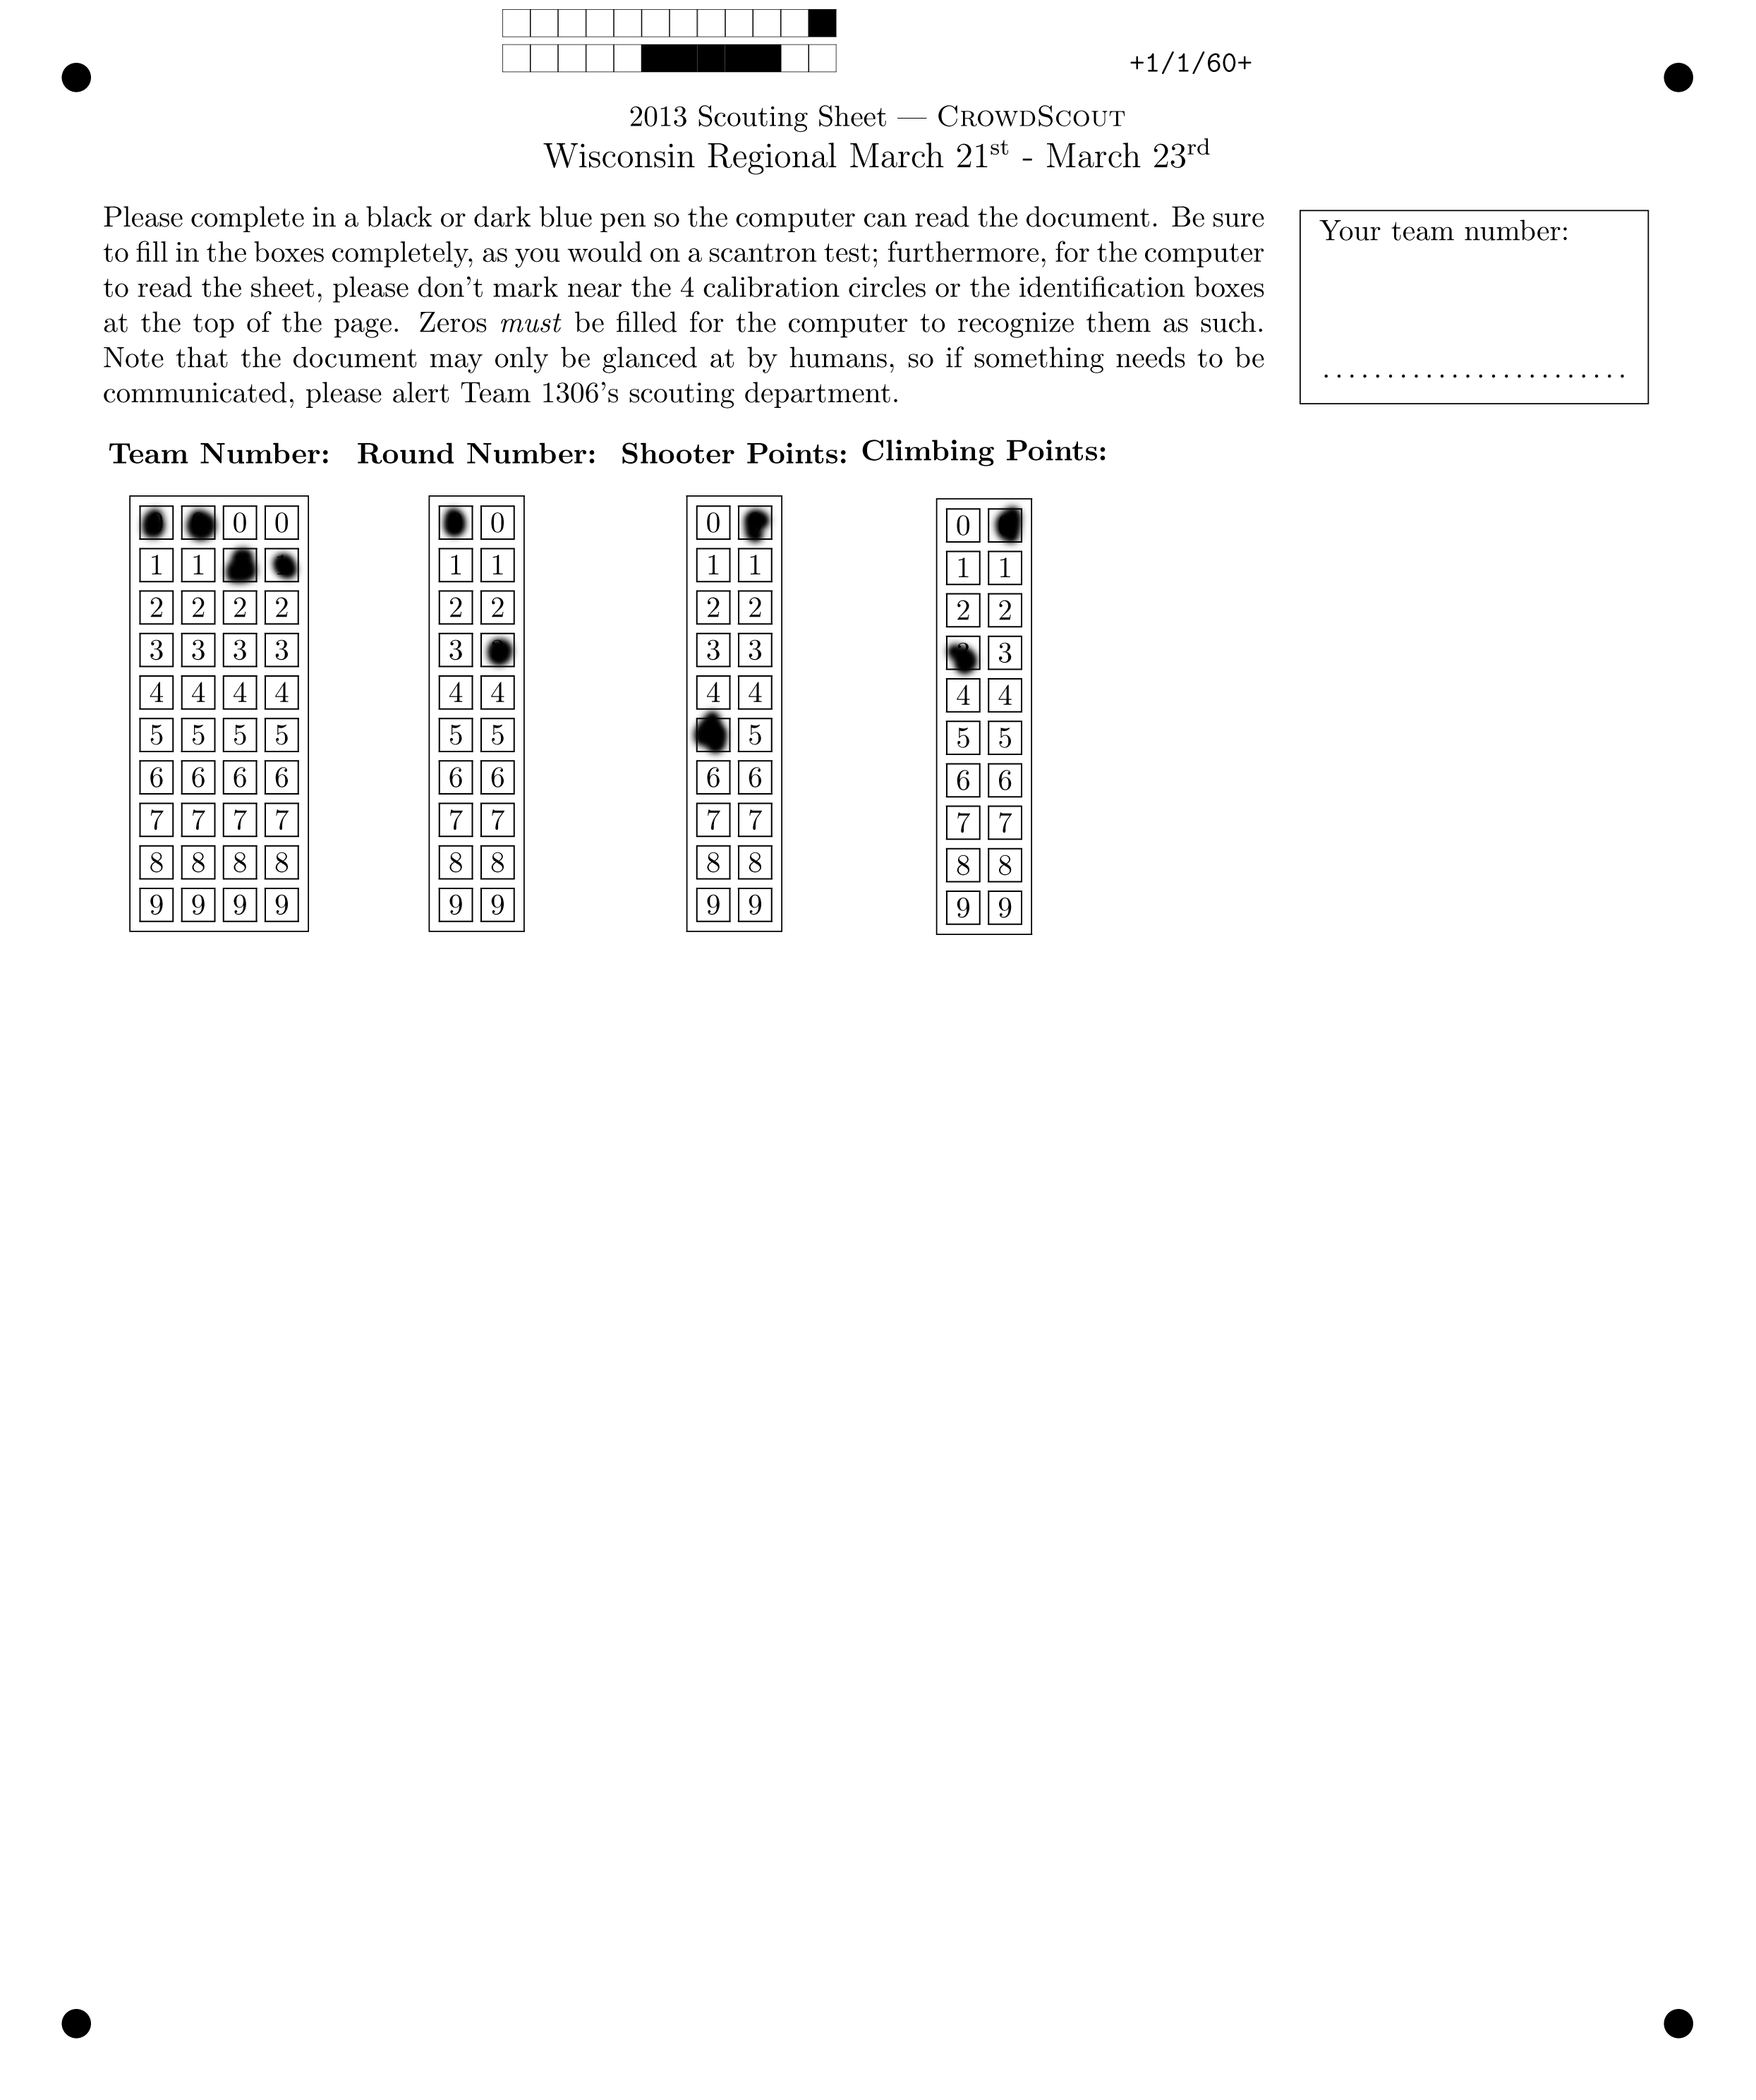 +1/1/60+
2013 Scouting Sheet — CROWDSCOUT
Wisconsin Regional March 21st - March 23rd
Please complete in a black or dark blue pen so the computer can read the document. Be sure
to fill in the boxes completely, as you would on a scantron test; furthermore, for the computer
to read the sheet, please don't mark near the 4 calibration circles or the identification boxes
at the top of the page. Zeros must be filled for the computer to recognize them as such.
Note that the document may only be glanced at by humans, so if something needs to be
communicated, please alert Team 1306's scouting department.
Your team number:
........................
Team Number: Round Number: Shooter Points: Climbing Points:
0 0 0 0
1 1 1 1 1 1
2 2 2 2 2 2 2 2 2 2
3 3 3 3 3 3 3 3
4 4 4 4 4 4 4 4 4 4
5 5 5 5 5 5 5 5 5
6 6 6 6 6 6 6 6 6 6
7 7 7 7 7 7 7 7 7 7
8 8 8 8 8 8 8 8 8 8
9 9 9 9 9 9 9 9 9 9